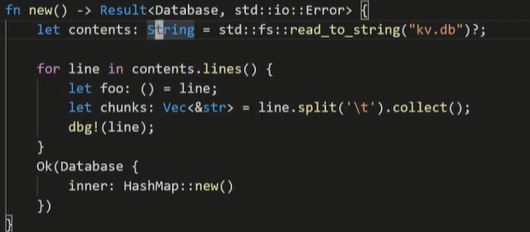 fn new() -> Result<Database, std::io::Error> {
    let contents: String = std::fs::read_to_string("kv.db")?;

    for line in contents.lines() {
        let foo: () = line;
        let chunks: Vec<&str> = line.split('\t').collect();
        dbg!(line);
    }
    Ok(Database {
        inner: HashMap::new()
    })
}